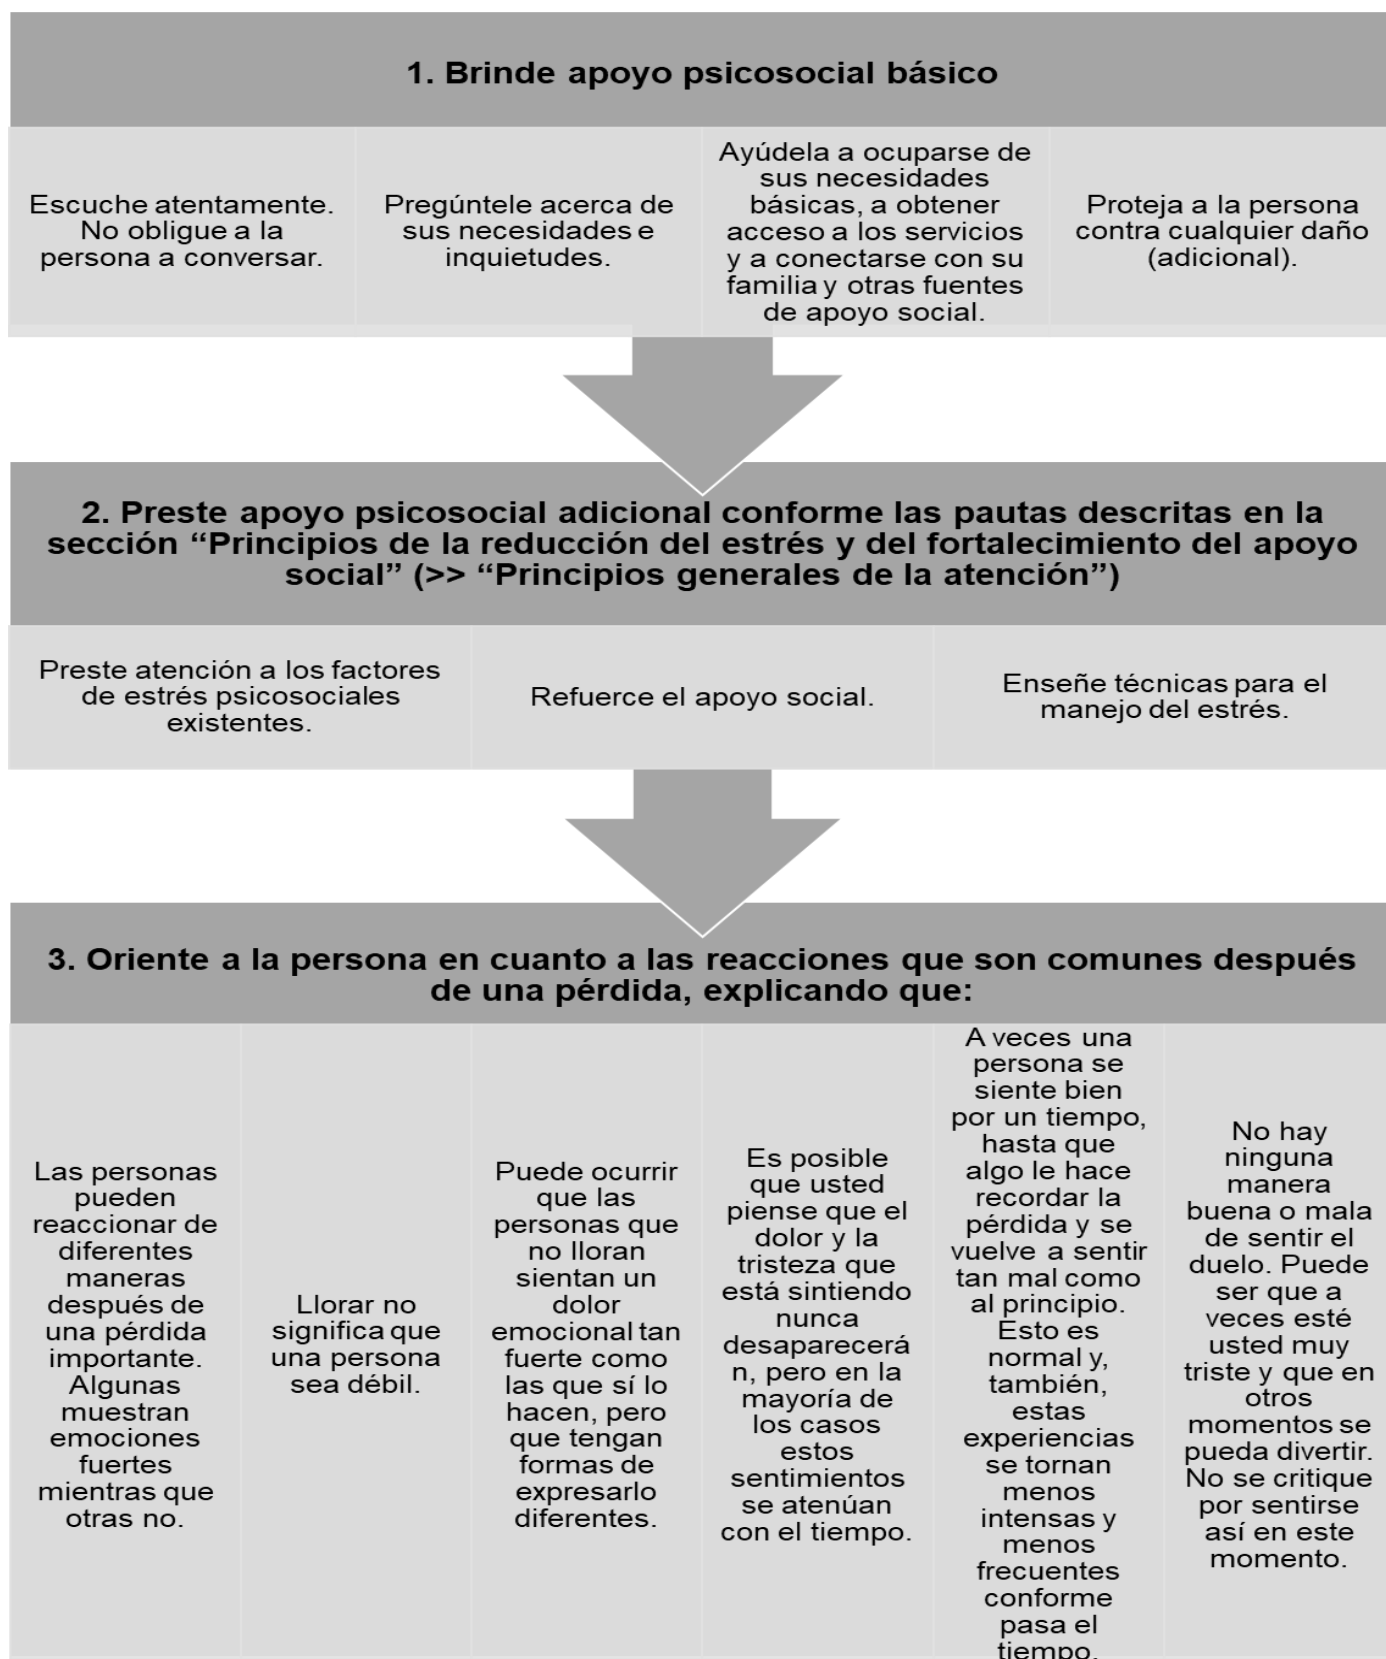 1. Brinde apoyo psicosocial básico
Escuche atentamente.
No obligue a la
persona a conversar.
Pregúntele acerca de
sus necesidades e
inquietudes.
Ayúdela a ocuparse de
sus necesidades
básicas, a obtener
acceso a los servicios
y a conectarse con su
familia y otras fuentes
de apoyo social.
Proteja a la persona
contra cualquier daño
(adicional).
2. Preste apoyo psicosocial adicional conforme las pautas descritas en la
sección “Principios de la reducción del estrés y del fortalecimiento del apoyo
social” (>> “Principios generales de la atención”)
Preste atención a los factores
de estrés psicosociales
existentes.
Refuerce el apoyo social.
Enseñe técnicas para el
manejo del estrés.
3. Oriente a la persona en cuanto a las reacciones que son comunes después
de una pérdida, explicando que:
Las personas
pueden
reaccionar de
diferentes
maneras
después de
una pérdida
importante.
Algunas
muestran
emociones
fuertes
mientras que
otras no.
Llorar no
significa que
una persona
sea débil.
Puede ocurrir
que las
personas que
no lloran
sientan un
dolor
emocional tan
fuerte como
las que sí lo
hacen, pero
que tengan
formas de
expresarlo
diferentes.
Es posible
que usted
piense que el
dolor y la
tristeza que
está sintiendo
nunca
desaparecerá
n, pero en la
mayoría de
los casos
estos
sentimientos
se atenúan
con el tiempo.
A veces una
persona se
siente bien
por un tiempo,
hasta que
algo le hace
recordar la
pérdida y se
vuelve a sentir
tan mal como
al principio.
Esto es
normal y,
también,
estas
experiencias
se tornan
menos
intensas y
menos
frecuentes
conforme
pasa el
tiempo.
No hay
ninguna
manera
buena o mala
de sentir el
duelo. Puede
ser que a
veces esté
usted muy
triste y que en
otros
momentos se
pueda divertir.
No se critique
por sentirse
así en este
momento.